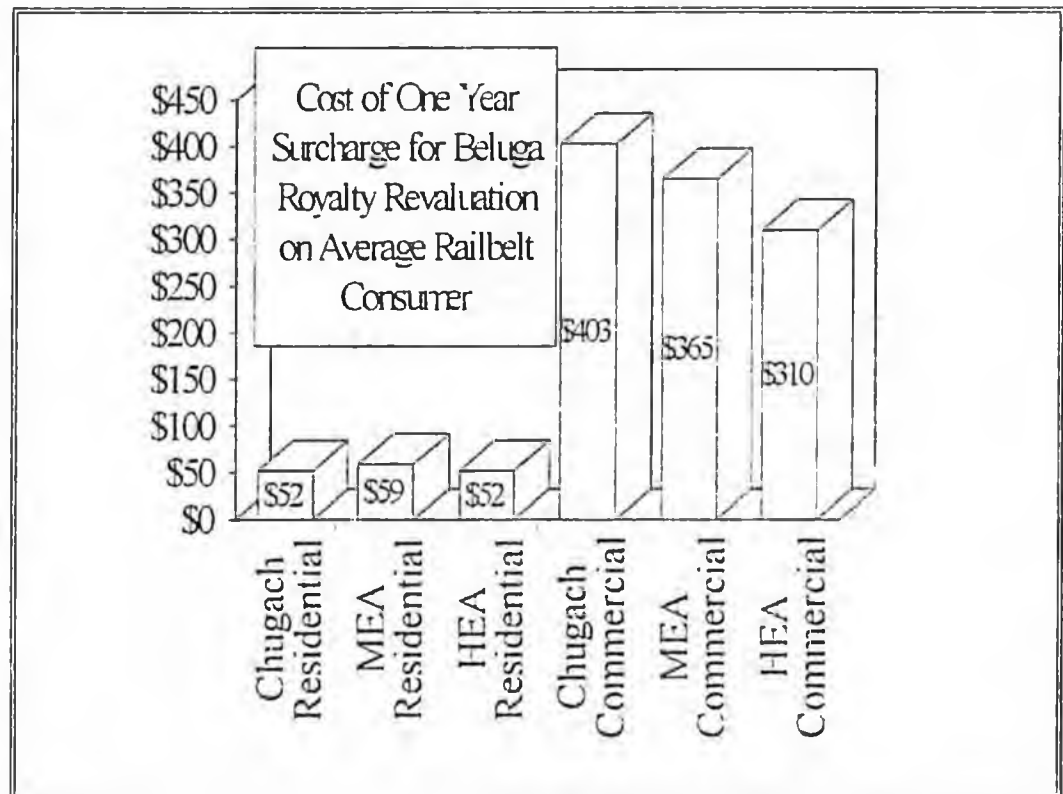 Cost of One Year
Surcharge for Beluga
Royalty Revaluation
on Average Railbelt
Consumer
$450
$400
$350
$300
$250
$200
$150
$100
$50
$0
$52
$59
$52
$403
$365
$310
Chugach
Residential
MEA
Residential
HEA
Residential
Chugach
Commercial
MEA
Commercial
HEA
Commercial